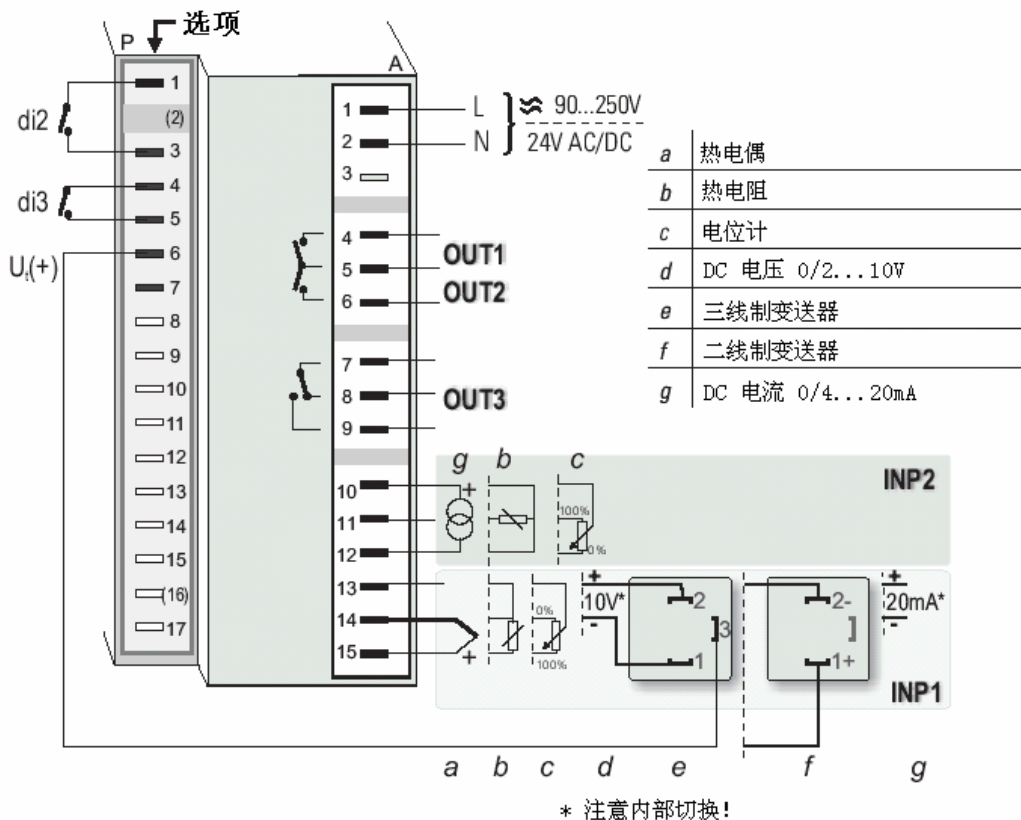 选项
P
A
1
(2)
3
4
5
6
7
8
9
10
11
12
13
14
15
(16)
17
di2
di3
Ut(+)
1
2
3
4
5
6
7
8
9
10
11
12
13
14
15
L
N
90...250V
24V AC/DC
OUT1
OUT2
OUT3
a 热电偶
b 热电阻
c 电位计
d DC 电压 0/2...10V
e 三线制变送器
f 二线制变送器
g DC 电流 0/4...20mA
g b c
INP2
+
100%
0%
+
0%
100%
+
10V*
-
2
3
1
2-
1+
+
20mA*
-
INP1
a b c d e f g
* 注意内部切换!